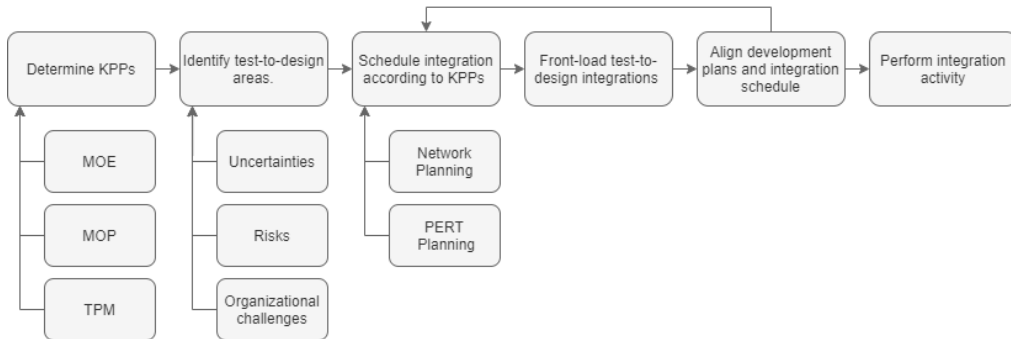 Determine KPPs
Identify test-to-design
areas.
Schedule integration
according to KPPs
Front-load test-to-
design integrations
Align development
plans and integration
schedule
Perform integration
activity
MOE
MOP
TPM
Uncertainties
Risks
Organizational
challenges
Network
Planning
PERT
Planning